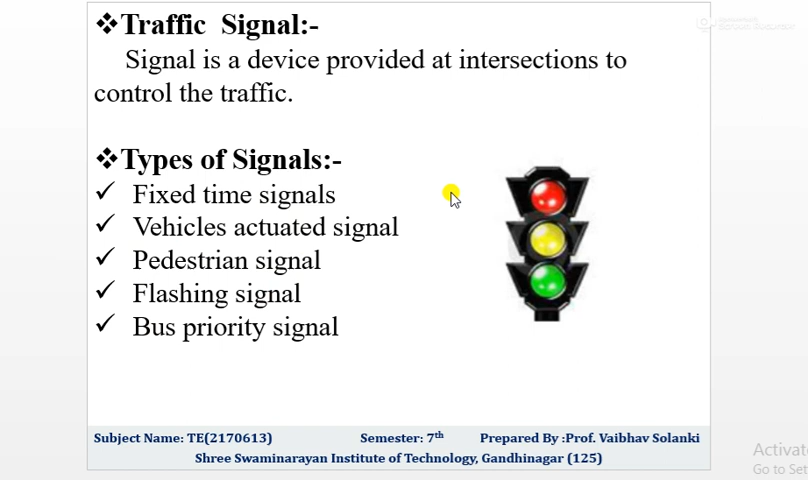 ❖Traffic Signal:-
Signal is a device provided at intersections to
control the traffic.
❖Types of Signals:-
✓ Fixed time signals
✓ Vehicles actuated signal
✓ Pedestrian signal
✓ Flashing signal
✓ Bus priority signal
Subject Name: TE(2170613) Semester: 7th Prepared By :Prof. Vaibhav Solanki
Shree Swaminarayan Institute of Technology, Gandhinagar (125)
Activate
Go to Set